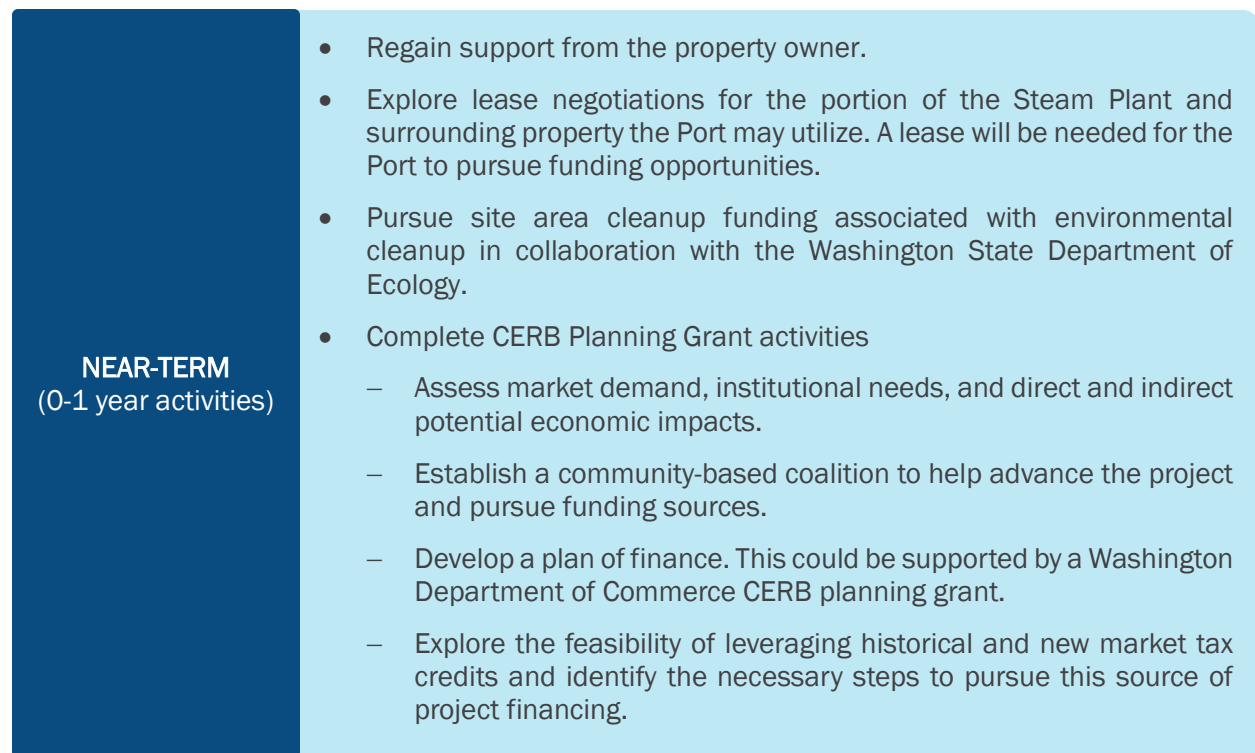 NEAR-TERM
(0-1 year activities)
• Regain support from the property owner.
• Explore lease negotiations for the portion of the Steam Plant and
surrounding property the Port may utilize. A lease will be needed for the
Port to pursue funding opportunities.
• Pursue site area cleanup funding associated with environmental
cleanup in collaboration with the Washington State Department of
Ecology.
• Complete CERB Planning Grant activities
– Assess market demand, institutional needs, and direct and indirect
potential economic impacts.
– Establish a community-based coalition to help advance the project
and pursue funding sources.
– Develop a plan of finance. This could be supported by a Washington
Department of Commerce CERB planning grant.
– Explore the feasibility of leveraging historical and new market tax
credits and identify the necessary steps to pursue this source of
project financing.